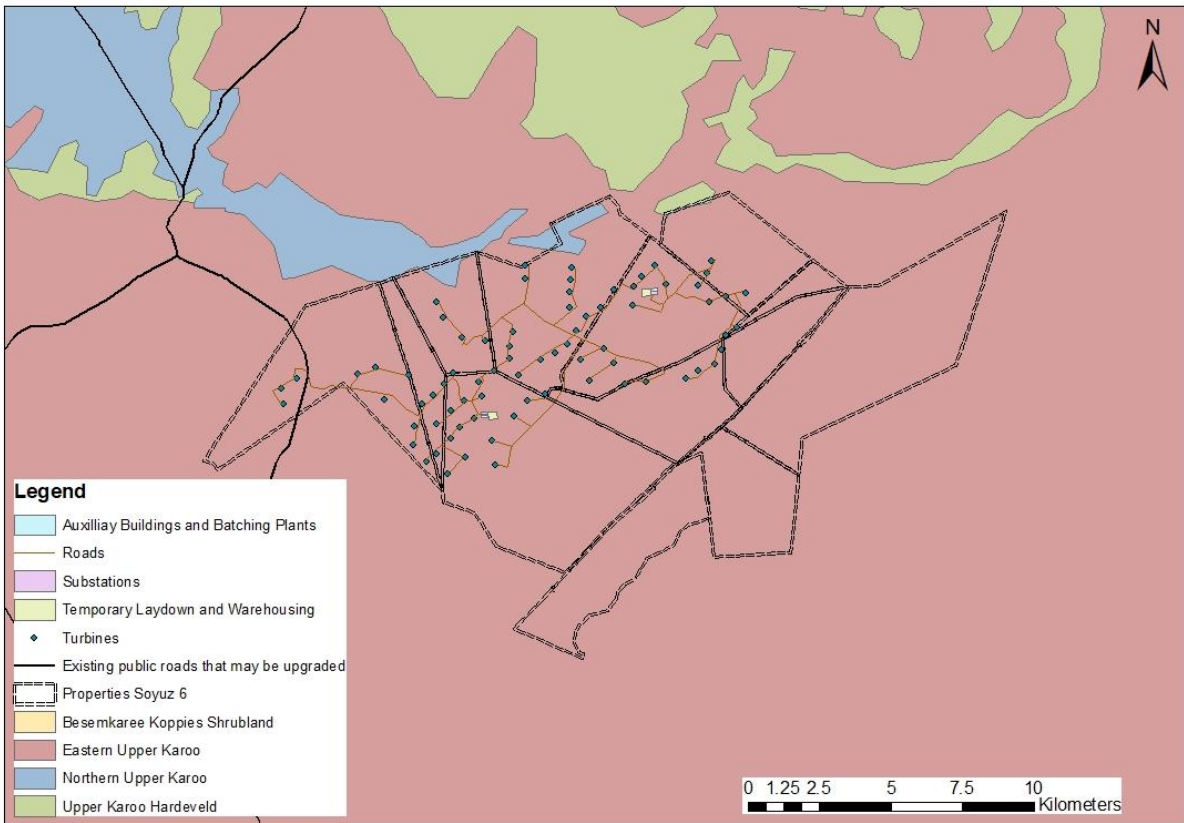 N
Legend
Auxilliay Buildings and Batching Plants
Roads
Substations
Temporary Laydown and Warehousing
Turbines
Existing public roads that may be upgraded
Properties Soyuz 6
Besemkaree Koppies Shrubland
Eastern Upper Karoo
Northern Upper Karoo
Upper Karoo Hardeveld
0 1.25 2.5 5 7.5 10
Kilometers